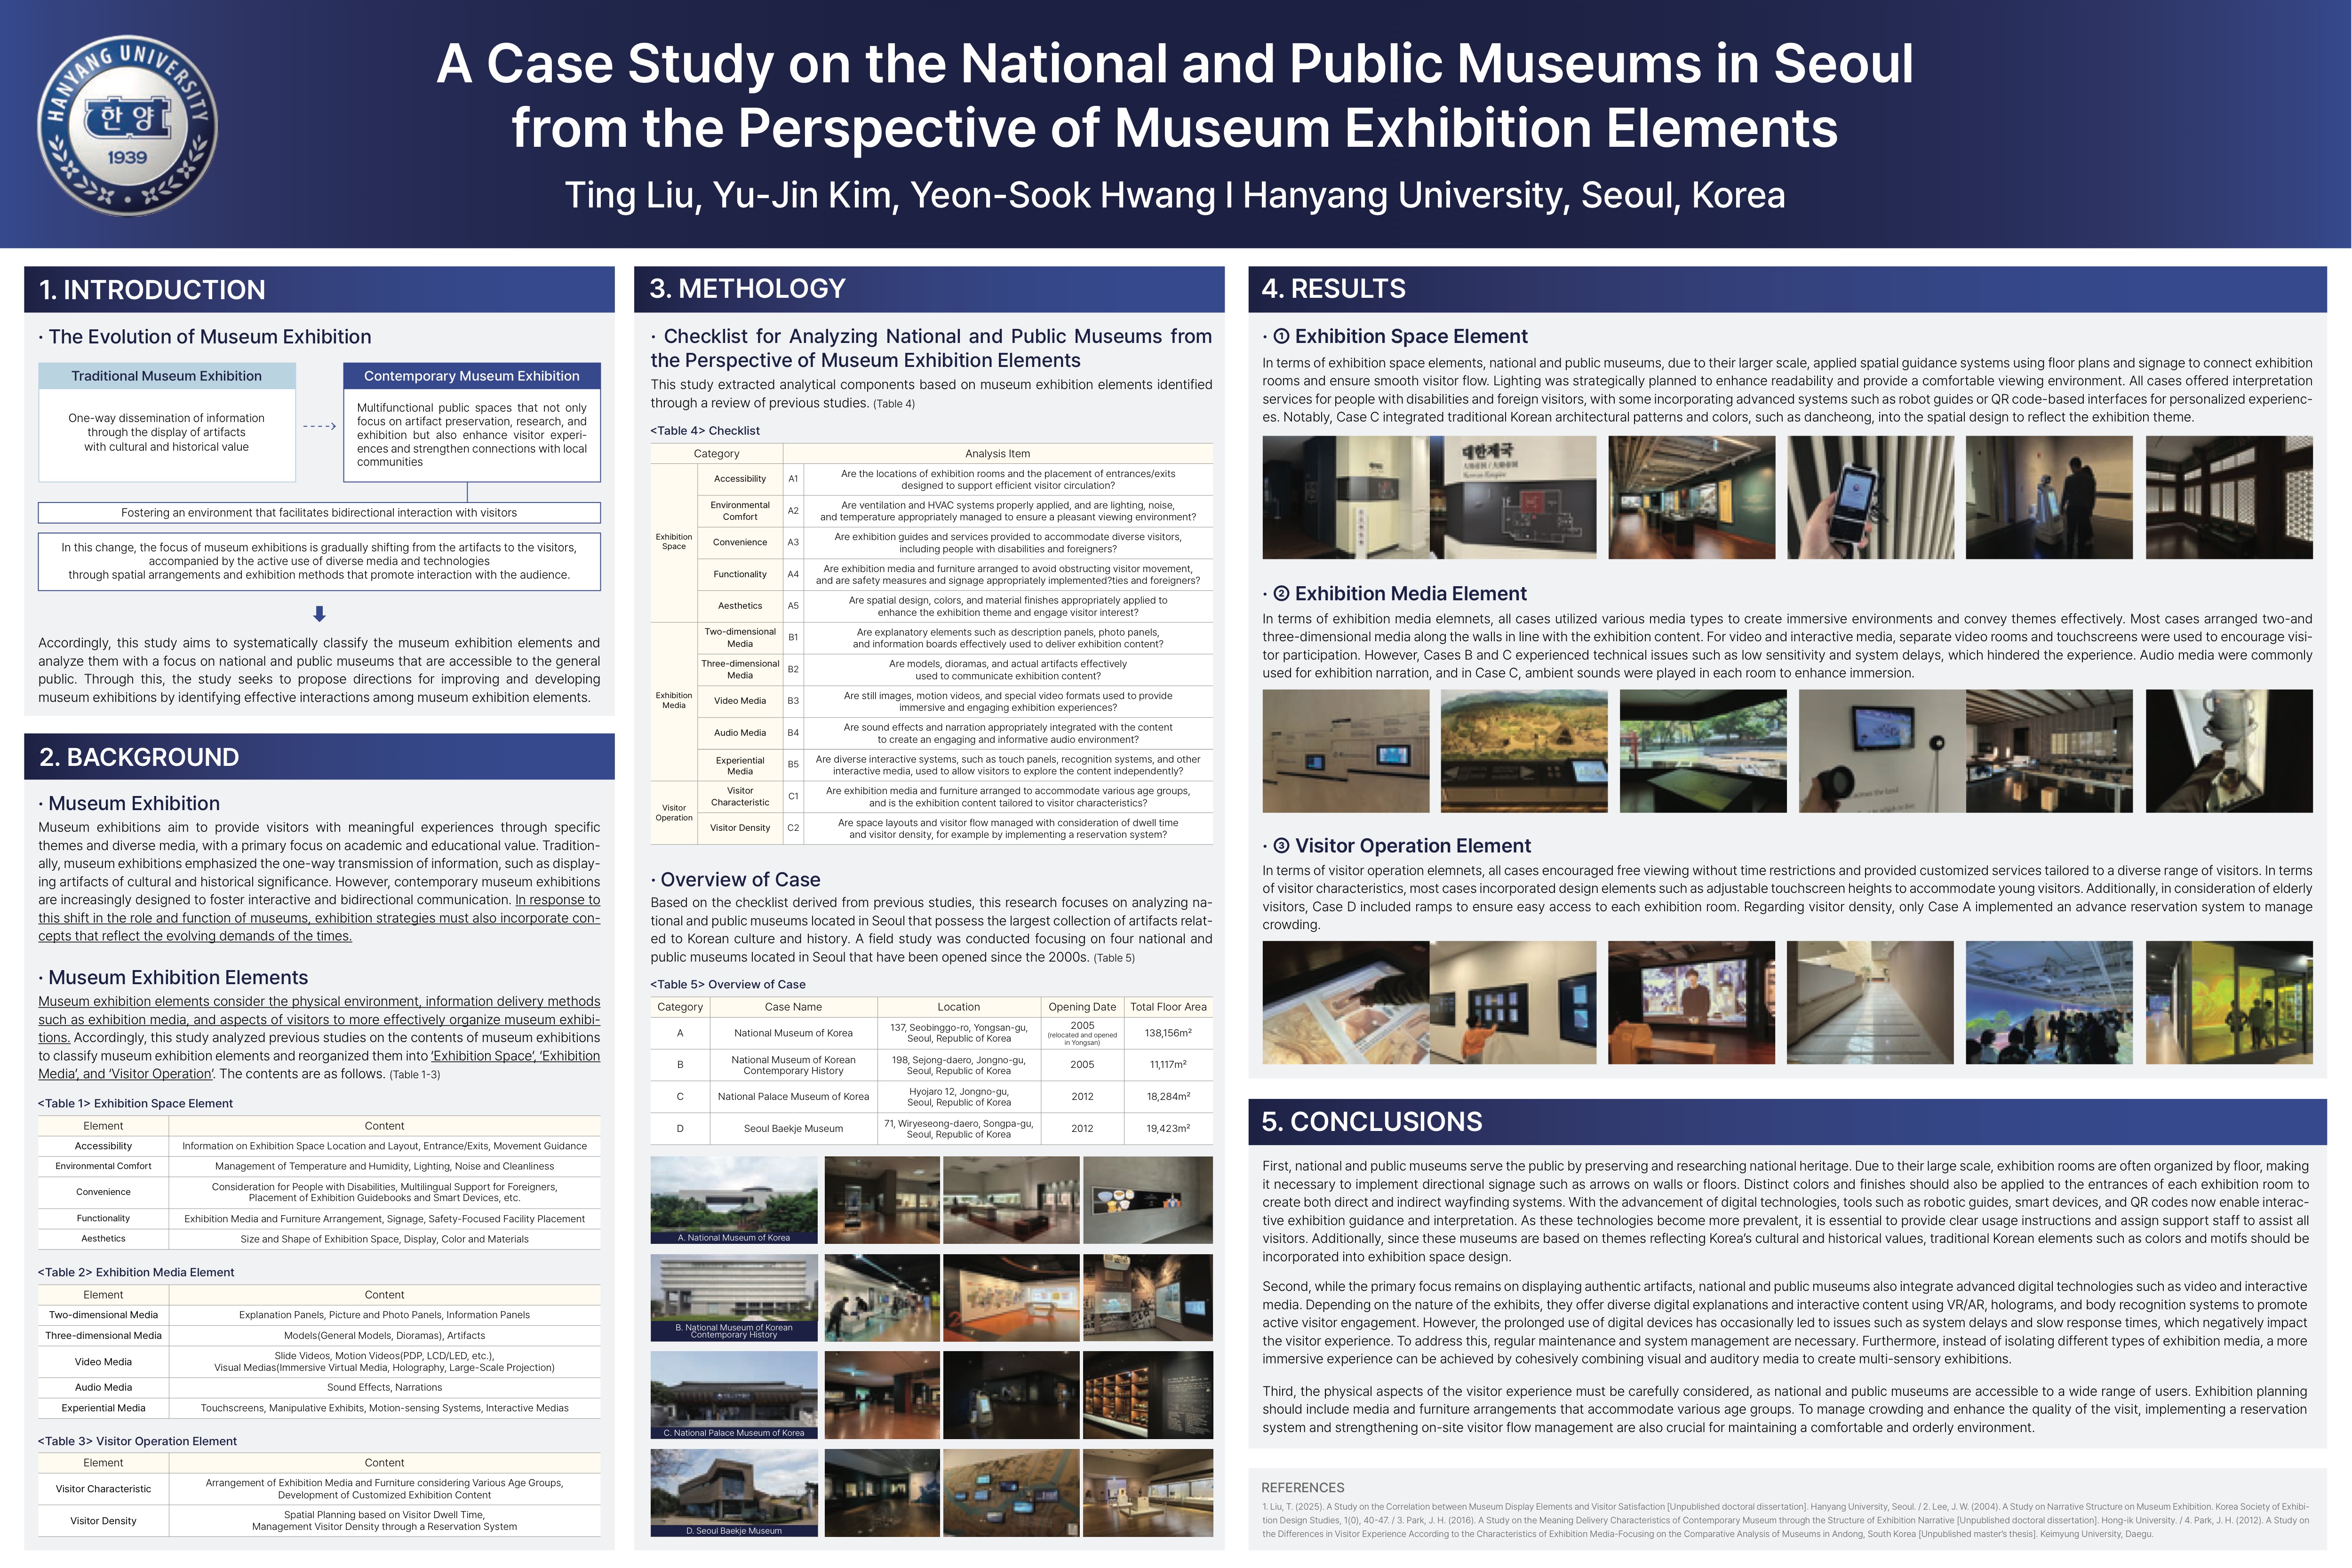 HANYANG UNIVERSITY
한양
1939
A Case Study on the National and Public Museums in Seoul
from the Perspective of Museum Exhibition Elements
Ting Liu, Yu-Jin Kim, Yeon-Sook Hwang I Hanyang University, Seoul, Korea
1. INTRODUCTION
· The Evolution of Museum Exhibition
Traditional Museum Exhibition
One-way dissemination of information
through the display of artifacts
with cultural and historical value
Contemporary Museum Exhibition
Multifunctional public spaces that not only
focus on artifact preservation, research, and
exhibition but also enhance visitor experi-
ences and strengthen connections with local
communities
Fostering an environment that facilitates bidirectional interaction with visitors
In this change, the focus of museum exhibitions is gradually shifting from the artifacts to the visitors,
accompanied by the active use of diverse media and technologies
through spatial arrangements and exhibition methods that promote interaction with the audience.
Accordingly, this study aims to systematically classify the museum exhibition elements and
analyze them with a focus on national and public museums that are accessible to the general
public. Through this, the study seeks to propose directions for improving and developing
museum exhibitions by identifying effective interactions among museum exhibition elements.
2. BACKGROUND
· Museum Exhibition
Museum exhibitions aim to provide visitors with meaningful experiences through specific
themes and diverse media, with a primary focus on academic and educational value. Tradition-
ally, museum exhibitions emphasized the one-way transmission of information, such as display-
ing artifacts of cultural and historical significance. However, contemporary museum exhibitions
are increasingly designed to foster interactive and bidirectional communication. In response to
this shift in the role and function of museums, exhibition strategies must also incorporate con-
cepts that reflect the evolving demands of the times.
· Museum Exhibition Elements
Museum exhibition elements consider the physical environment, information delivery methods
such as exhibition media, and aspects of visitors to more effectively organize museum exhibi-
tions. Accordingly, this study analyzed previous studies on the contents of museum exhibitions
to classify museum exhibition elements and reorganized them into ‘Exhibition Space’, ‘Exhibition
Media’, and ‘Visitor Operation’. The contents are as follows. (Table 1-3)
<Table 1> Exhibition Space Element
Element Content
Accessibility Information on Exhibition Space Location and Layout, Entrance/Exits, Movement Guidance
Environmental Comfort Management of Temperature and Humidity, Lighting, Noise and Cleanliness
Convenience Consideration for People with Disabilities, Multilingual Support for Foreigners,
Placement of Exhibition Guidebooks and Smart Devices, etc.
Functionality Exhibition Media and Furniture Arrangement, Signage, Safety-Focused Facility Placement
Aesthetics Size and Shape of Exhibition Space, Display, Color and Materials
<Table 2> Exhibition Media Element
Element Content
Two-dimensional Media Explanation Panels, Picture and Photo Panels, Information Panels
Three-dimensional Media Models(General Models, Dioramas), Artifacts
Video Media Slide Videos, Motion Videos(PDP, LCD/LED, etc.),
Visual Medias(Immersive Virtual Media, Holography, Large-Scale Projection)
Audio Media Sound Effects, Narrations
Experiential Media Touchscreens, Manipulative Exhibits, Motion-sensing Systems, Interactive Medias
<Table 3> Visitor Operation Element
Element Content
Visitor Characteristic Arrangement of Exhibition Media and Furniture considering Various Age Groups,
Development of Customized Exhibition Content
Visitor Density Spatial Planning based on Visitor Dwell Time,
Management Visitor Density through a Reservation System
3. METHOLOGY
· Checklist for Analyzing National and Public Museums from
the Perspective of Museum Exhibition Elements
This study extracted analytical components based on museum exhibition elements identified
through a review of previous studies. (Table 4)
<Table 4> Checklist
Category Analysis Item
Exhibition
Space
Accessibility A1 Are the locations of exhibition rooms and the placement of entrances/exits
designed to support efficient visitor circulation?
Environmental
Comfort A2 Are ventilation and HVAC systems properly applied, and are lighting, noise,
and temperature appropriately managed to ensure a pleasant viewing environment?
Convenience A3 Are exhibition guides and services provided to accommodate diverse visitors,
including people with disabilities and foreigners?
Functionality A4 Are exhibition media and furniture arranged to avoid obstructing visitor movement,
and are safety measures and signage appropriately implemented?ties and foreigners?
Aesthetics A5 Are spatial design, colors, and material finishes appropriately applied to
enhance the exhibition theme and engage visitor interest?
Exhibition
Media
Two-dimensional
Media B1 Are explanatory elements such as description panels, photo panels,
and information boards effectively used to deliver exhibition content?
Three-dimensional
Media B2 Are models, dioramas, and actual artifacts effectively
used to communicate exhibition content?
Video Media B3 Are still images, motion videos, and special video formats used to provide
immersive and engaging exhibition experiences?
Audio Media B4 Are sound effects and narration appropriately integrated with the content
to create an engaging and informative audio environment?
Experiential
Media B5 Are diverse interactive systems, such as touch panels, recognition systems, and other
interactive media, used to allow visitors to explore the content independently?
Visitor
Operation
Visitor
Characteristic C1 Are exhibition media and furniture arranged to accommodate various age groups,
and is the exhibition content tailored to visitor characteristics?
Visitor Density C2 Are space layouts and visitor flow managed with consideration of dwell time
and visitor density, for example by implementing a reservation system?
· Overview of Case
Based on the checklist derived from previous studies, this research focuses on analyzing na-
tional and public museums located in Seoul that possess the largest collection of artifacts relat-
ed to Korean culture and history. A field study was conducted focusing on four national and
public museums located in Seoul that have been opened since the 2000s. (Table 5)
<Table 5> Overview of Case
Category Case Name Location Opening Date Total Floor Area
A National Museum of Korea 137, Seobinggo-ro, Yongsan-gu,
Seoul, Republic of Korea 2005
(relocated and opened
in Yongsan) 138,156m²
B National Museum of Korean
Contemporary History 198, Sejong-daero, Jongno-gu,
Seoul, Republic of Korea 2005 11,117m²
C National Palace Museum of Korea Hyojaro 12, Jongno-gu,
Seoul, Republic of Korea 2012 18,284m²
D Seoul Baekje Museum 71, Wiryeseong-daero, Songpa-gu,
Seoul, Republic of Korea 2012 19,423m²
A. National Museum of Korea
B. National Museum of Korean
Contemporary History
C. National Palace Museum of Korea
D. Seoul Baekje Museum
4. RESULTS
· ① Exhibition Space Element
In terms of exhibition space elements, national and public museums, due to their larger scale, applied spatial guidance systems using floor plans and signage to connect exhibition
rooms and ensure smooth visitor flow. Lighting was strategically planned to enhance readability and provide a comfortable viewing environment. All cases offered interpretation
services for people with disabilities and foreign visitors, with some incorporating advanced systems such as robot guides or QR code-based interfaces for personalized experienc-
es. Notably, Case C integrated traditional Korean architectural patterns and colors, such as dancheong, into the spatial design to reflect the exhibition theme.
대한제국
Korean Empire
· ② Exhibition Media Element
In terms of exhibition media elemnets, all cases utilized various media types to create immersive environments and convey themes effectively. Most cases arranged two-and
three-dimensional media along the walls in line with the exhibition content. For video and interactive media, separate video rooms and touchscreens were used to encourage visi-
tor participation. However, Cases B and C experienced technical issues such as low sensitivity and system delays, which hindered the experience. Audio media were commonly
used for exhibition narration, and in Case C, ambient sounds were played in each room to enhance immersion.
· ③ Visitor Operation Element
In terms of visitor operation elemnets, all cases encouraged free viewing without time restrictions and provided customized services tailored to a diverse range of visitors. In terms
of visitor characteristics, most cases incorporated design elements such as adjustable touchscreen heights to accommodate young visitors. Additionally, in consideration of elderly
visitors, Case D included ramps to ensure easy access to each exhibition room. Regarding visitor density, only Case A implemented an advance reservation system to manage
crowding.
5. CONCLUSIONS
First, national and public museums serve the public by preserving and researching national heritage. Due to their large scale, exhibition rooms are often organized by floor, making
it necessary to implement directional signage such as arrows on walls or floors. Distinct colors and finishes should also be applied to the entrances of each exhibition room to
create both direct and indirect wayfinding systems. With the advancement of digital technologies, tools such as robotic guides, smart devices, and QR codes now enable interac-
tive exhibition guidance and interpretation. As these technologies become more prevalent, it is essential to provide clear usage instructions and assign support staff to assist all
visitors. Additionally, since these museums are based on themes reflecting Korea’s cultural and historical values, traditional Korean elements such as colors and motifs should be
incorporated into exhibition space design.
Second, while the primary focus remains on displaying authentic artifacts, national and public museums also integrate advanced digital technologies such as video and interactive
media. Depending on the nature of the exhibits, they offer diverse digital explanations and interactive content using VR/AR, holograms, and body recognition systems to promote
active visitor engagement. However, the prolonged use of digital devices has occasionally led to issues such as system delays and slow response times, which negatively impact
the visitor experience. To address this, regular maintenance and system management are necessary. Furthermore, instead of isolating different types of exhibition media, a more
immersive experience can be achieved by cohesively combining visual and auditory media to create multi-sensory exhibitions.
Third, the physical aspects of the visitor experience must be carefully considered, as national and public museums are accessible to a wide range of users. Exhibition planning
should include media and furniture arrangements that accommodate various age groups. To manage crowding and enhance the quality of the visit, implementing a reservation
system and strengthening on-site visitor flow management are also crucial for maintaining a comfortable and orderly environment.
REFERENCES
1. Liu, T. (2025). A Study on the Correlation between Museum Display Elements and Visitor Satisfaction [Unpublished doctoral dissertation]. Hanyang University, Seoul. / 2. Lee, J. W. (2004). A Study on Narrative Structure on Museum Exhibition. Korea Society of Exhibi-
tion Design Studies, 1(0), 40-47. / 3. Park, J. H. (2016). A Study on the Meaning Delivery Characteristics of Contemporary Museum through the Structure of Exhibition Narrative [Unpublished doctoral dissertation]. Hong-ik University. / 4. Park, J. H. (2012). A Study on
the Differences in Visitor Experience According to the Characteristics of Exhibition Media-Focusing on the Comparative Analysis of Museums in Andong, South Korea [Unpublished master’s thesis]. Keimyung University, Daegu.